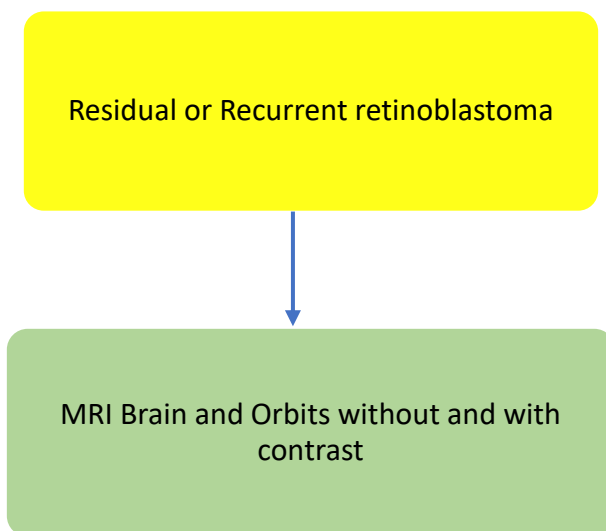 Residual or Recurrent retinoblastoma
MRI Brain and Orbits without and with
contrast